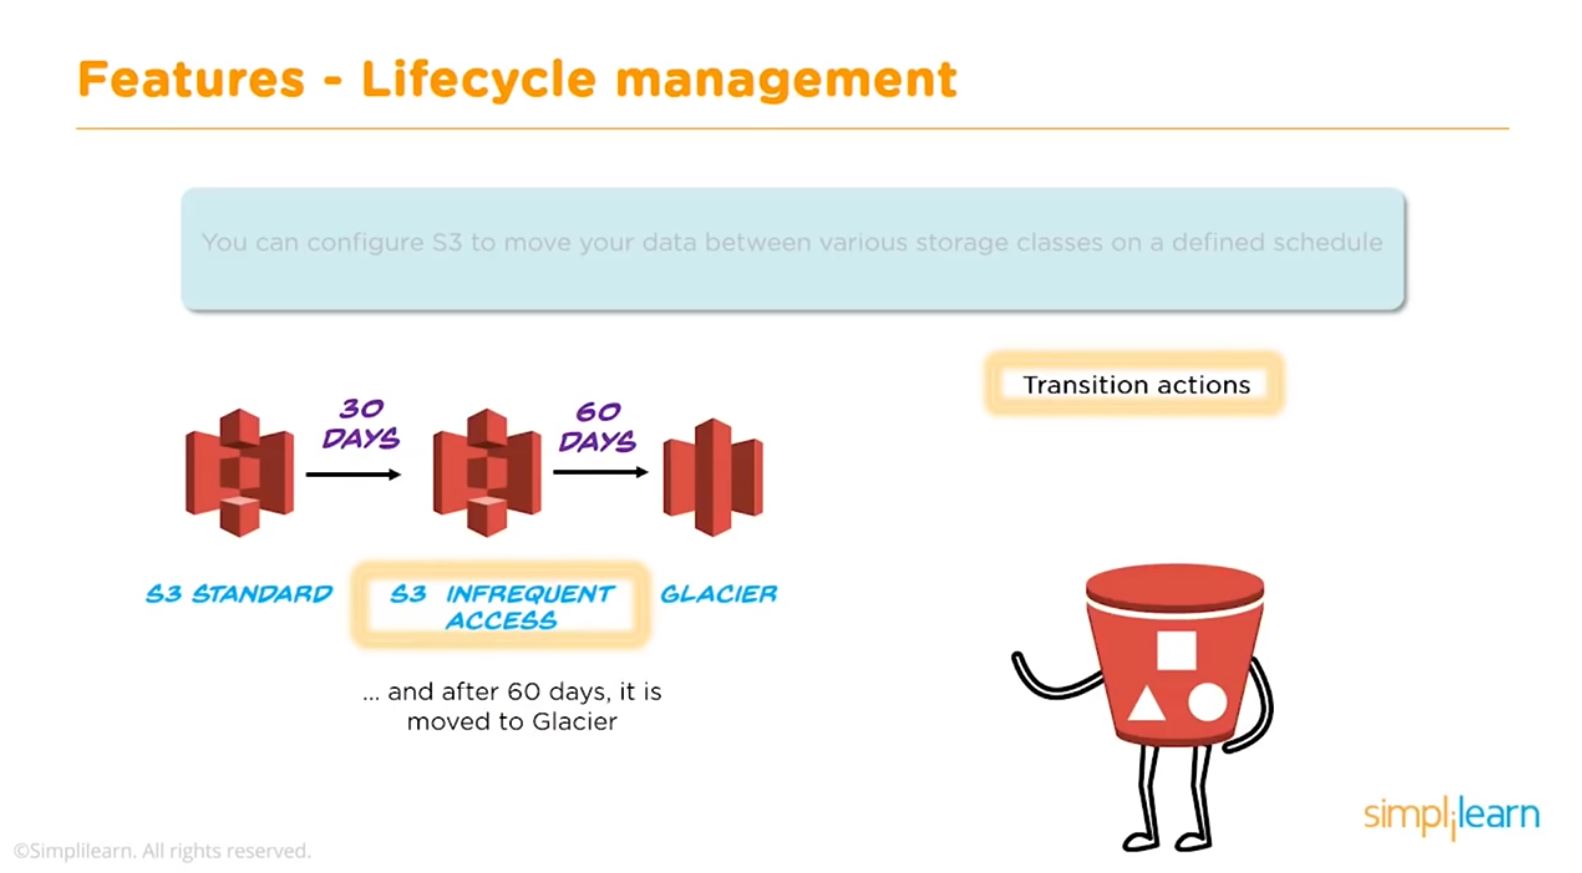 Features - Lifecycle management
You can configure S3 to move your data between various storage classes on a defined schedule
Transition actions
30
DAYS
60
DAYS
S3 STANDARD
S3 INFREQUENT
ACCESS
GLACIER
... and after 60 days, it is
moved to Glacier
simplilearn
©Simplilearn. All rights reserved.